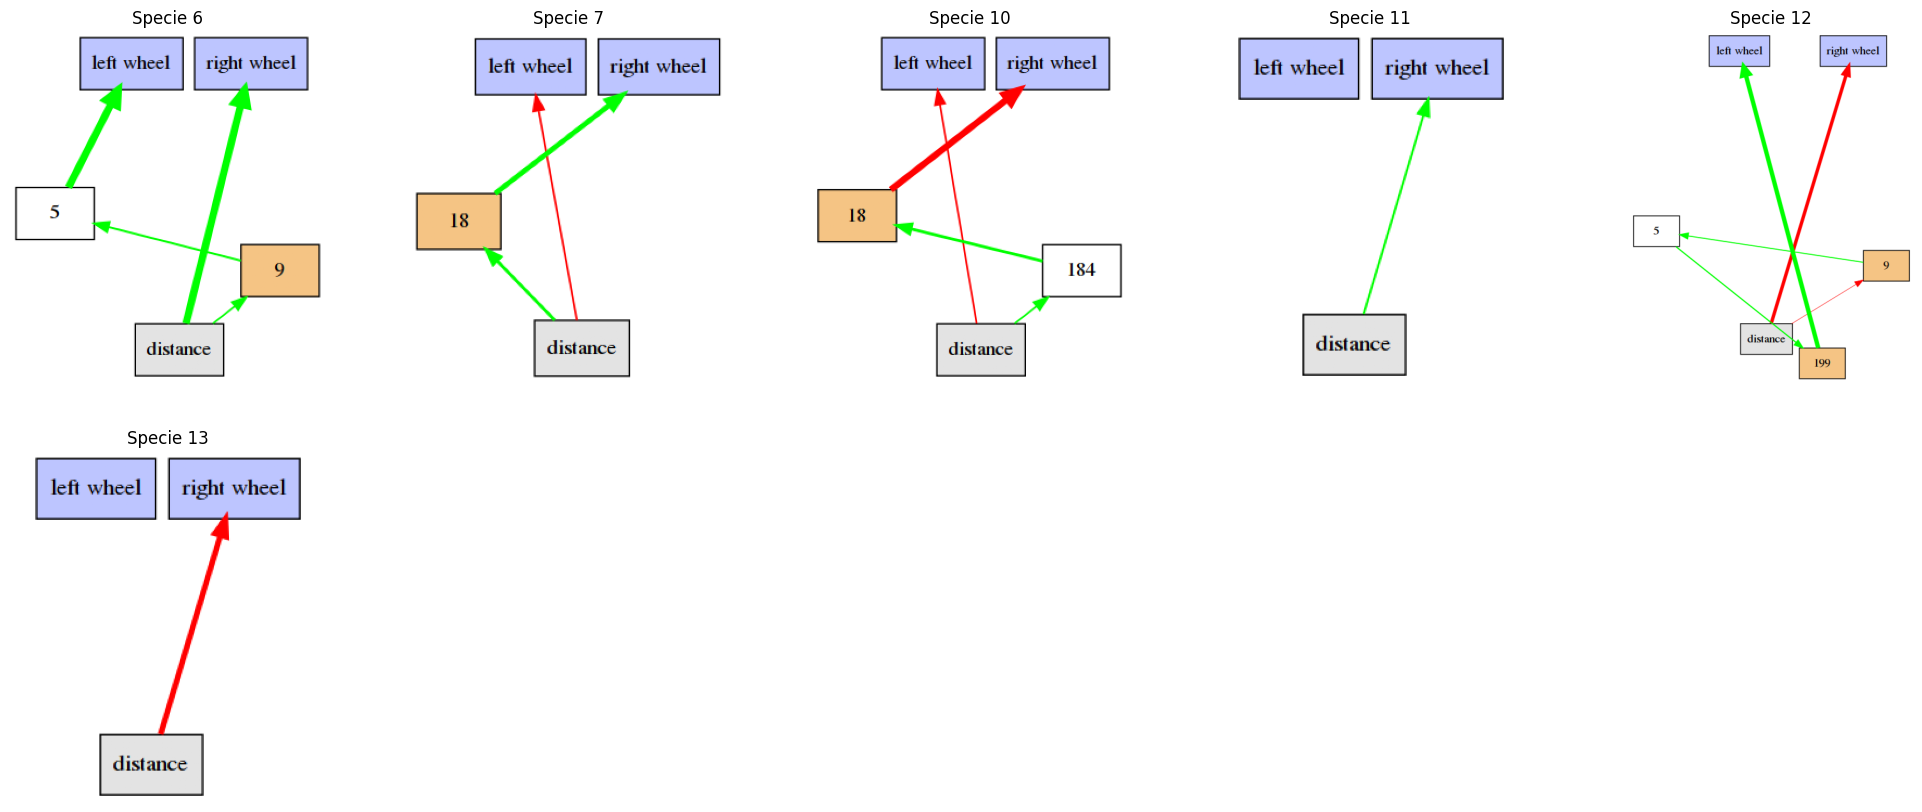 Specie 6
left wheel
right wheel
5
9
distance
Specie 7
left wheel
right wheel
18
distance
Specie 10
left wheel
right wheel
18
184
distance
Specie 11
left wheel
right wheel
distance
Specie 12
left wheel
right wheel
5
9
distance
199
Specie 13
left wheel
right wheel
distance